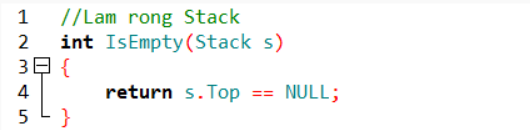 1 //Lam rong Stack
2 int IsEmpty(Stack s)
3 {
4 return s.Top == NULL;
5 }